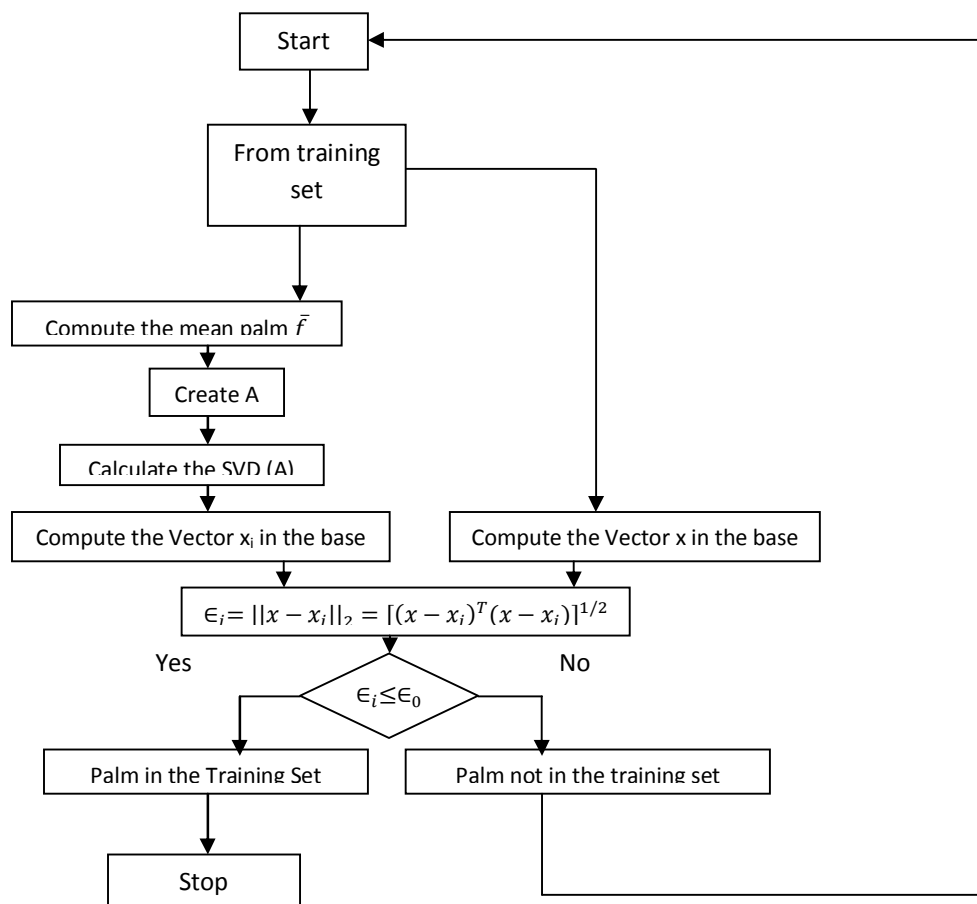 Start
From training
set
Compute the mean palm f̄
Create A
Calculate the SVD (A)
Compute the Vector xᵢ in the base
Compute the Vector x in the base
∈ᵢ= ||x − xᵢ||₂ = [(x − xᵢ)ᵀ(x − xᵢ)]¹ᐟ²
Yes
No
∈ᵢ≤∈₀
Palm in the Training Set
Palm not in the training set
Stop